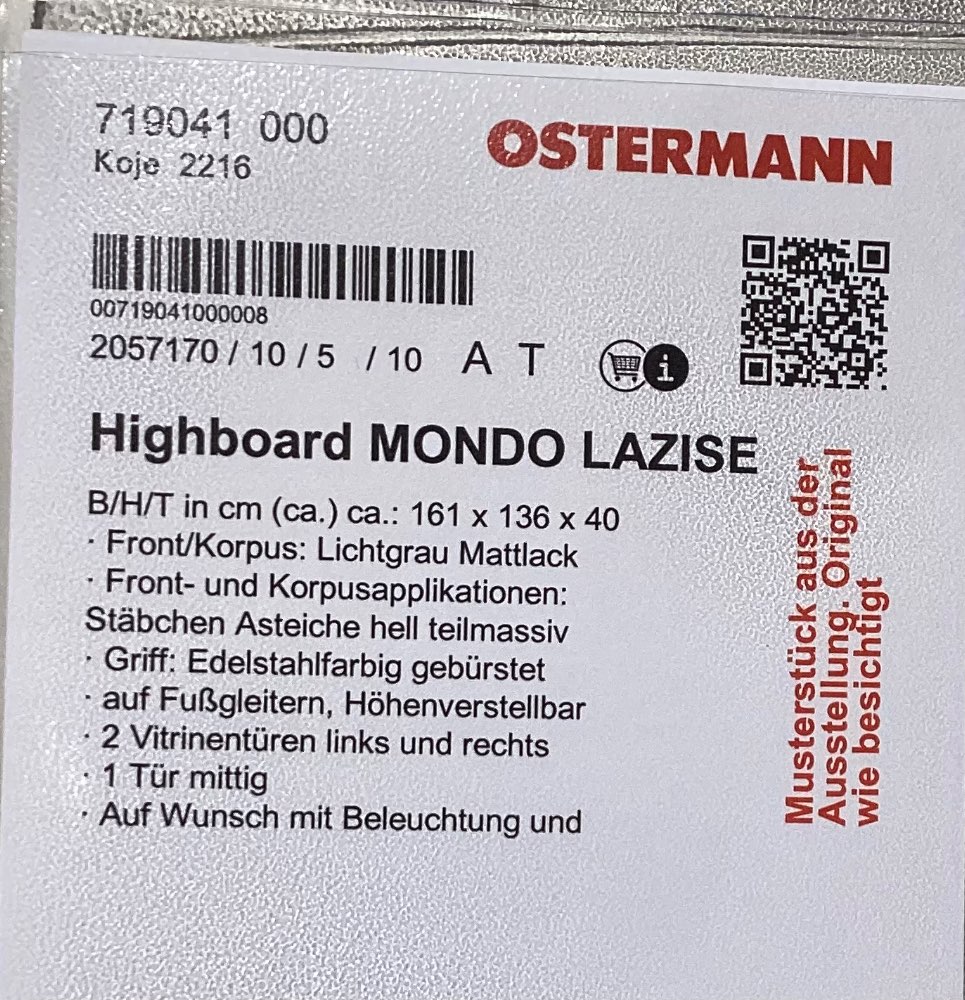 719041 000
Koje 2216
OSTERMANN
00719041000008
2057170 / 10 / 5 / 10 A T
i
Highboard MONDO LAZISE
B/H/T in cm (ca.) ca.: 161 x 136 x 40
· Front/Korpus: Lichtgrau Mattlack
· Front- und Korpusapplikationen:
Stäbchen Asteiche hell teilmassiv
· Griff: Edelstahlfarbig gebürstet
· auf Fußgleitern, Höhenverstellbar
· 2 Vitrinentüren links und rechts
· 1 Tür mittig
· Auf Wunsch mit Beleuchtung und
Musterstück aus der
Ausstellung. Original
wie besichtigt